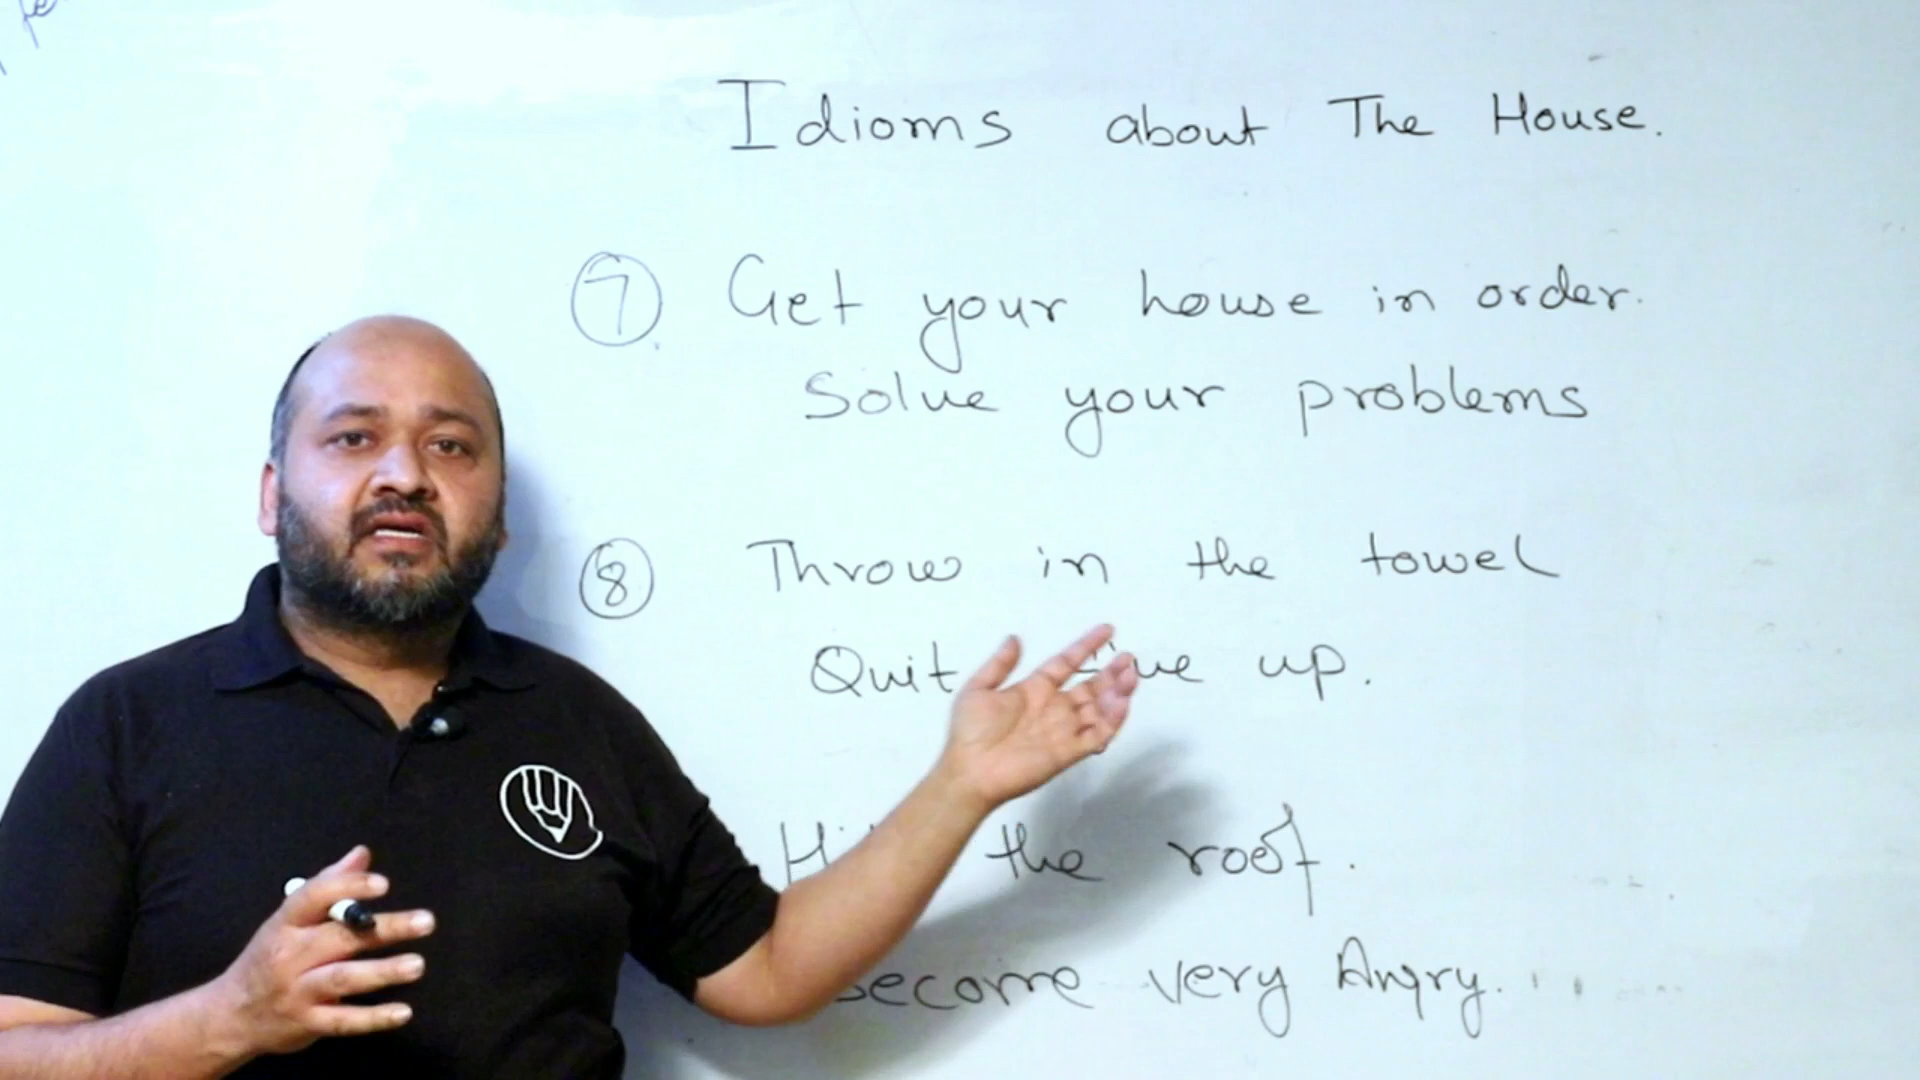 Idioms about The House.
7 Get your house in order.
Solve your problems
8 Throw in the towel
Quit up.
the roof.
very Angry...